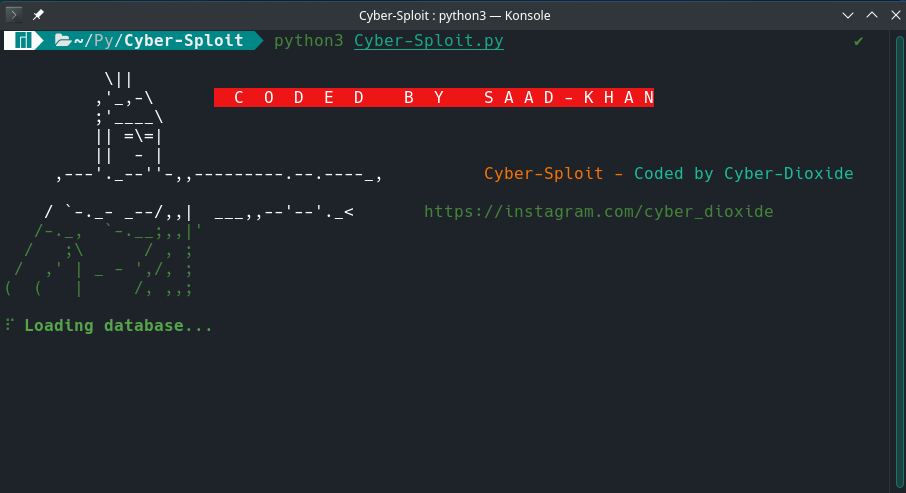 Cyber-Sploit : python3 — Konsole
~/Py/Cyber-Sploit python3 Cyber-Sploit.py ✔
         \||
        ,'_,-\      C  O  D  E  D    B  Y    S A A D - K H A N
        ;'____\
        || =\=|
        ||  - |
    ,---'._--''-,,---------.--.----_,          Cyber-Sploit - Coded by Cyber-Dioxide
   / `-._- _--/,,|  ___,,--'--'._<       https://instagram.com/cyber_dioxide
  /-._,  `-.__;,,|'
 /   ;\      / , ;
/  ,' | _ - ',/, ;
(  (   |     /, ,,;
⠏ Loading database...